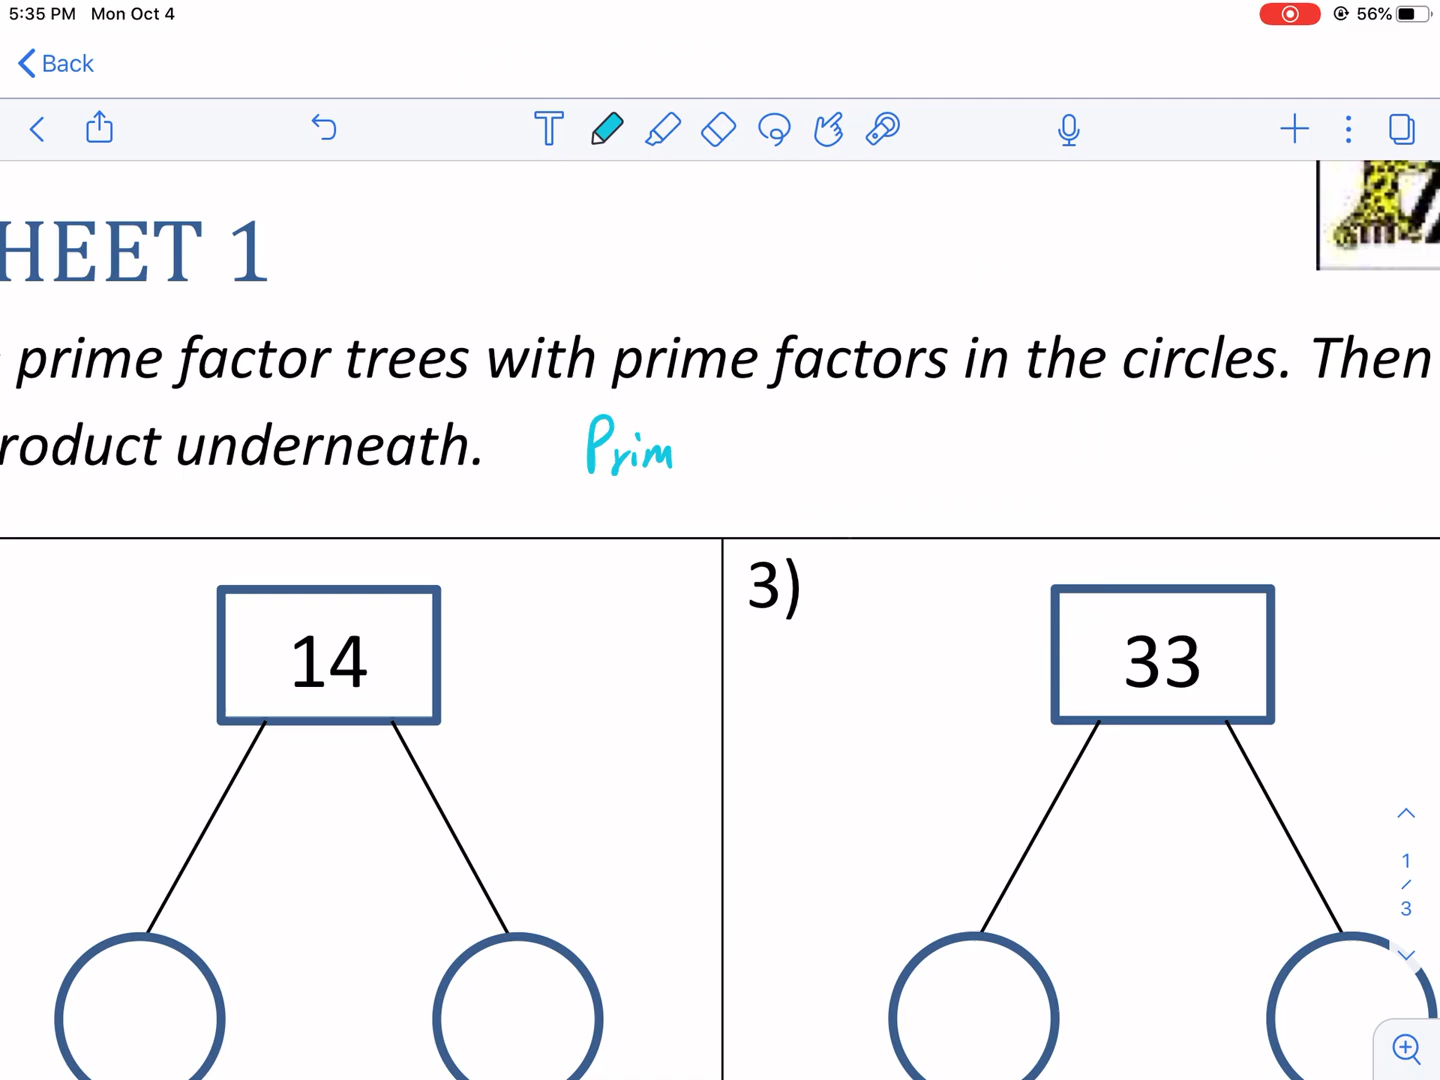 5:35 PM Mon Oct 4 56%
Back
HEET 1
prime factor trees with prime factors in the circles. Then
roduct underneath. Prim
14
3)
33
1
/
3